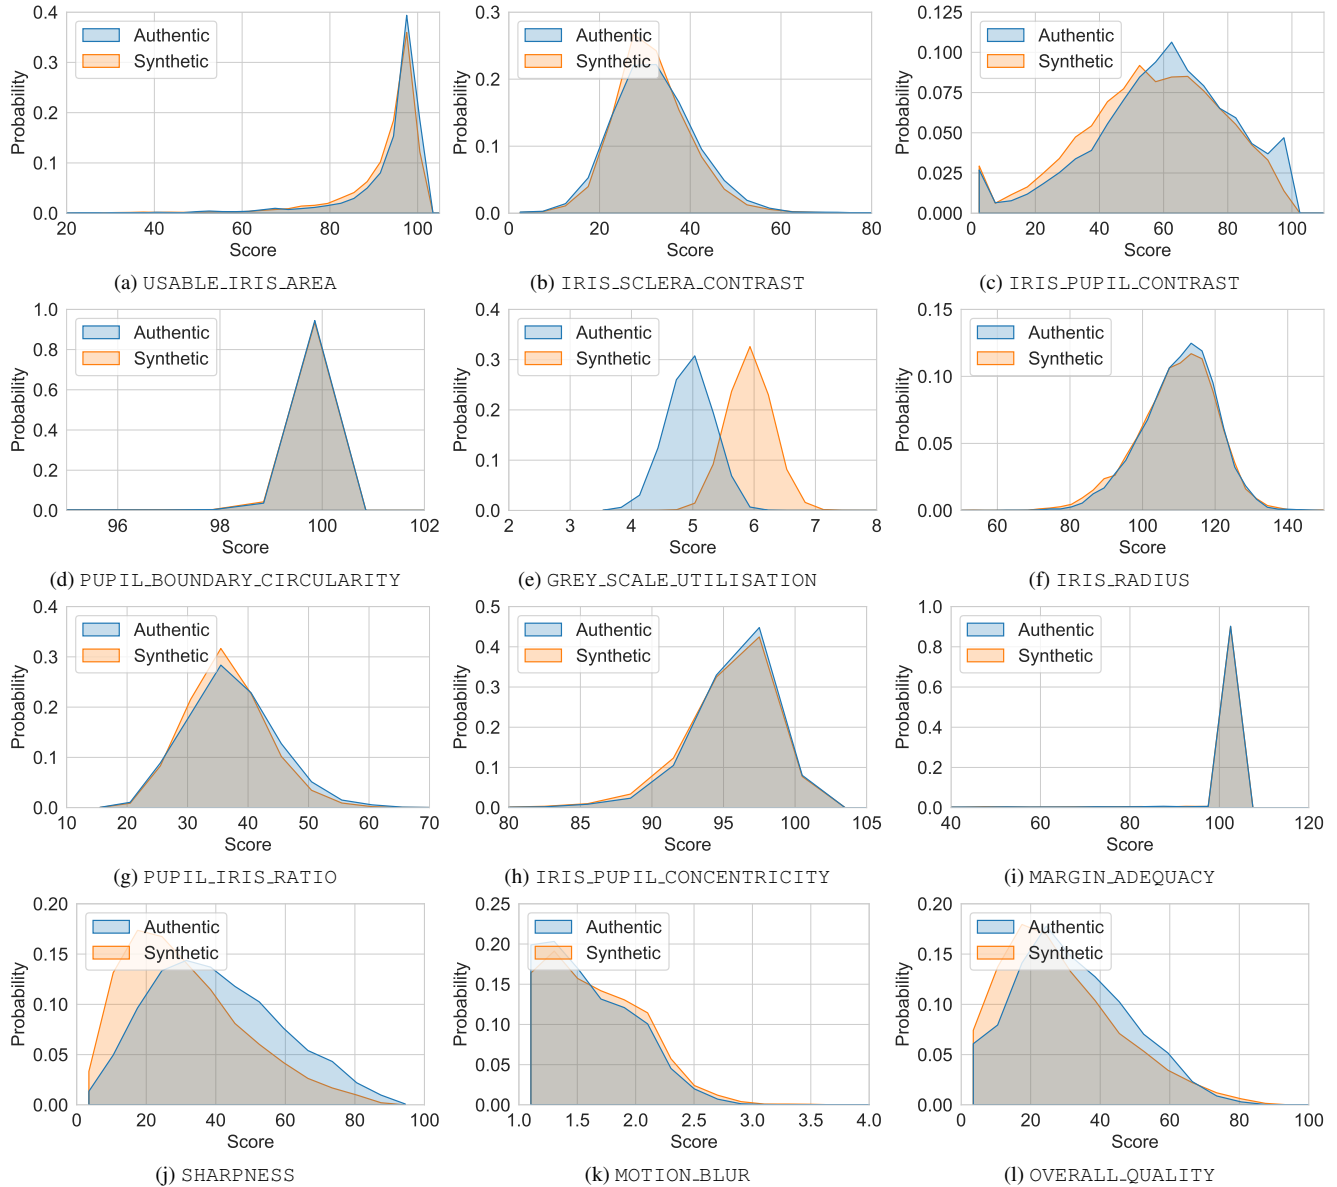 0.4
0.3
0.2
0.1
0.0
Probability
Authentic
Synthetic
20 40 60 80 100
Score
(a) USABLE_IRIS_AREA
0.3
0.2
0.1
0.0
Probability
Authentic
Synthetic
0 20 40 60 80
Score
(b) IRIS_SCLERA_CONTRAST
0.125
0.100
0.075
0.050
0.025
0.000
Probability
Authentic
Synthetic
0 20 40 60 80 100
Score
(c) IRIS_PUPIL_CONTRAST
1.0
0.8
0.6
0.4
0.2
0.0
Probability
Authentic
Synthetic
96 98 100 102
Score
(d) PUPIL_BOUNDARY_CIRCULARITY
0.4
0.3
0.2
0.1
0.0
Probability
Authentic
Synthetic
2 3 4 5 6 7 8
Score
(e) GREY_SCALE_UTILISATION
0.15
0.10
0.05
0.00
Probability
Authentic
Synthetic
60 80 100 120 140
Score
(f) IRIS_RADIUS
0.4
0.3
0.2
0.1
0.0
Probability
Authentic
Synthetic
10 20 30 40 50 60 70
Score
(g) PUPIL_IRIS_RATIO
0.5
0.4
0.3
0.2
0.1
0.0
Probability
Authentic
Synthetic
80 85 90 95 100 105
Score
(h) IRIS_PUPIL_CONCENTRICITY
1.0
0.8
0.6
0.4
0.2
0.0
Probability
Authentic
Synthetic
40 60 80 100 120
Score
(i) MARGIN_ADEQUACY
0.20
0.15
0.10
0.05
0.00
Probability
Authentic
Synthetic
0 20 40 60 80 100
Score
(j) SHARPNESS
0.25
0.20
0.15
0.10
0.05
0.00
Probability
Authentic
Synthetic
1.0 1.5 2.0 2.5 3.0 3.5 4.0
Score
(k) MOTION_BLUR
0.20
0.15
0.10
0.05
0.00
Probability
Authentic
Synthetic
0 20 40 60 80 100
Score
(l) OVERALL_QUALITY